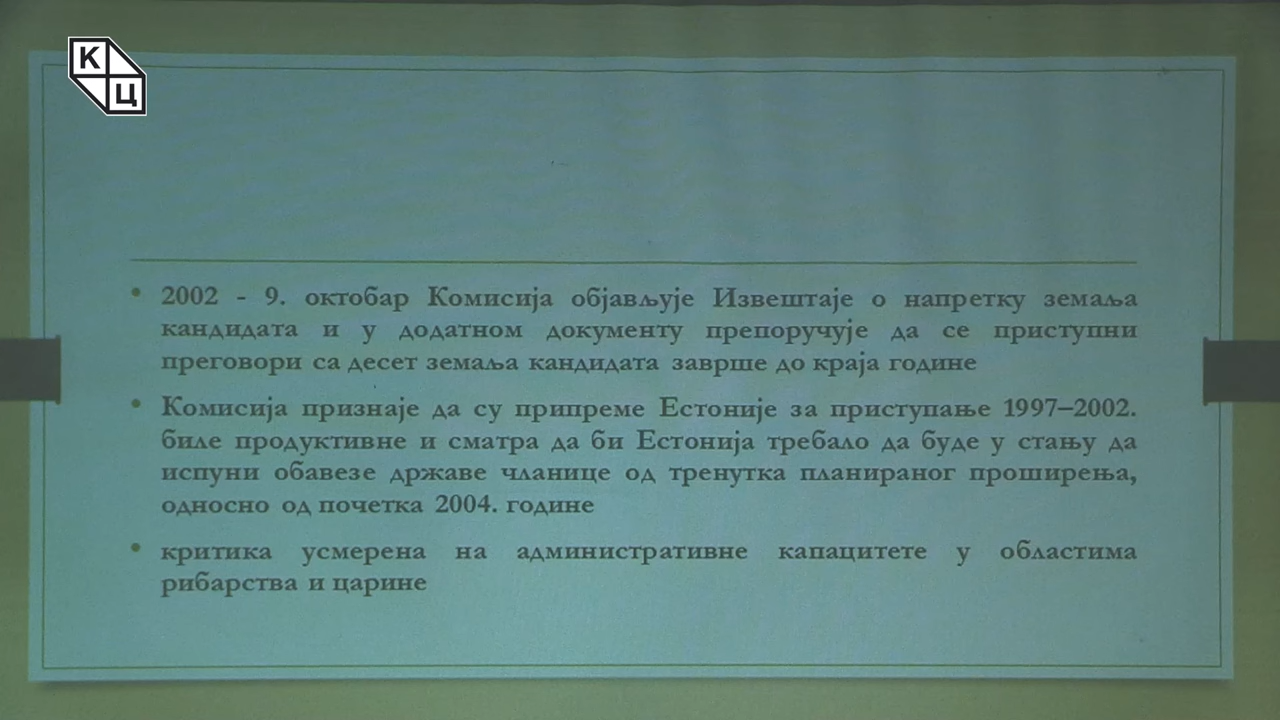 К
Ц
2002 - 9. октобар Комисија објављује Извештаје о напретку земаља
кандидата и у додатном документу препоручује да се приступни
преговори са десет земаља кандидата заврше до краја године
Комисија признаје да су припреме Естоније за приступање 1997–2002.
биле продуктивне и сматра да би Естонија требало да буде у стању да
испуни обавезе државе чланице од тренутка планираног проширења,
односно од почетка 2004. године
критика усмерена на административне капацитете у областима
рибарства и царине